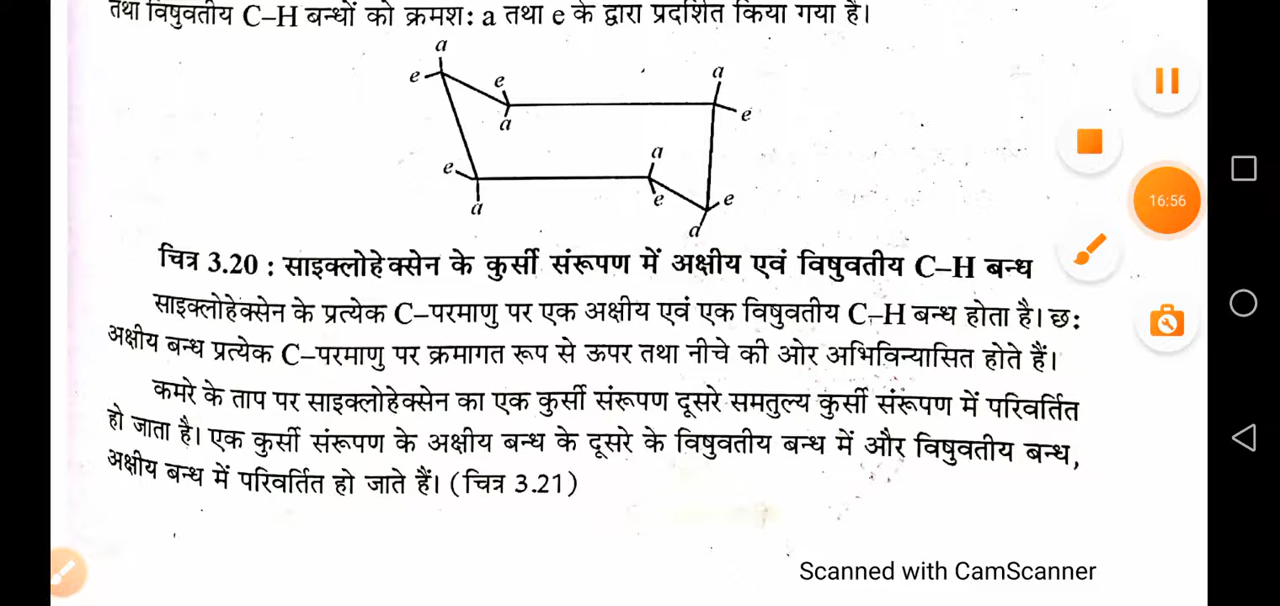 तथा विषुवतीय C–H बन्धों को क्रमश: a तथा e के द्वारा प्रदर्शित किया गया है।
a
e
e
a
a
e
a
e
e
a
e
a
16:56
चित्र 3.20 : साइक्लोहेक्सेन के कुर्सी संरूपण में अक्षीय एवं विषुवतीय C–H बन्ध
साइक्लोहेक्सेन के प्रत्येक C–परमाणु पर एक अक्षीय एवं एक विषुवतीय C–H बन्ध होता है। छ:
अक्षीय बन्ध प्रत्येक C–परमाणु पर क्रमागत रूप से ऊपर तथा नीचे की ओर अभिविन्यासित होते हैं।
कमरे के ताप पर साइक्लोहेक्सेन का एक कुर्सी संरूपण दूसरे समतुल्य कुर्सी संरूपण में परिवर्तित
हो जाता है। एक कुर्सी संरूपण के अक्षीय बन्ध के दूसरे के विषुवतीय बन्ध में और विषुवतीय बन्ध,
अक्षीय बन्ध में परिवर्तित हो जाते हैं। (चित्र 3.21)
Scanned with CamScanner